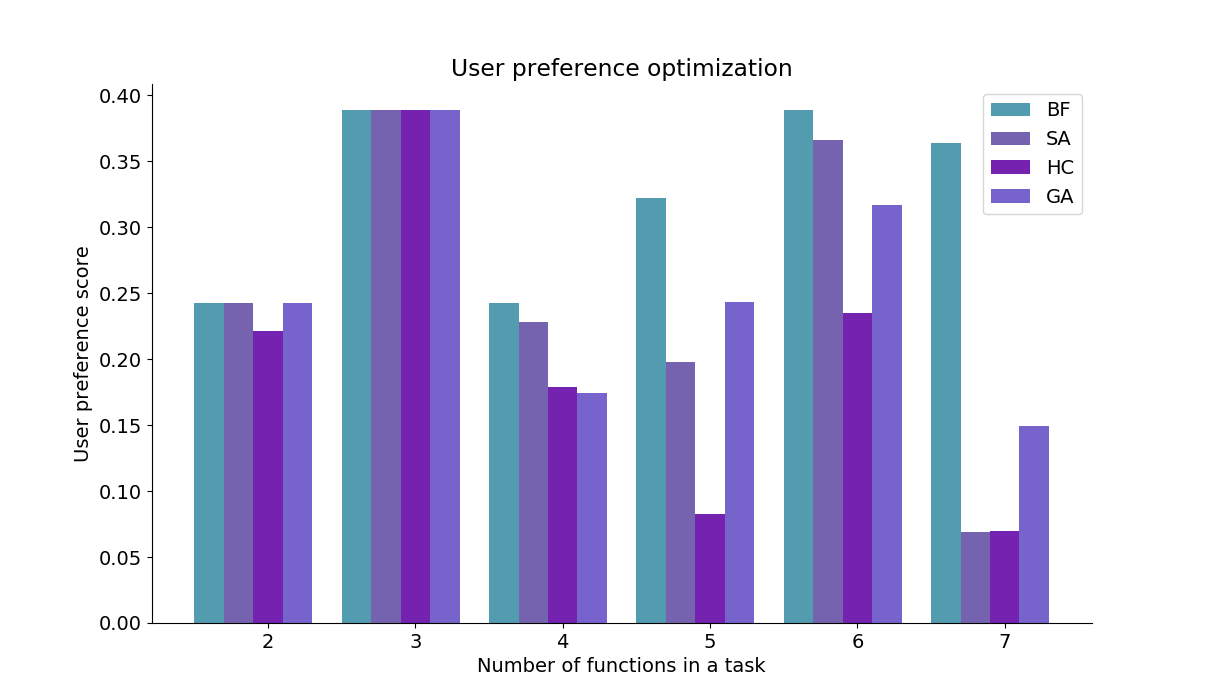 User preference optimization
0.40
0.35
0.30
0.25
0.20
0.15
0.10
0.05
0.00
User preference score
BF
SA
HC
GA
2 3 4 5 6 7
Number of functions in a task